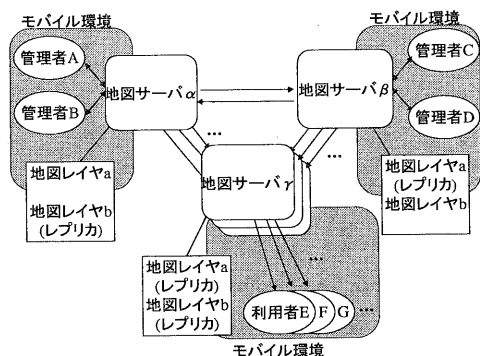 モバイル環境
管理者A
管理者B
地図サーバα
地図レイヤa
地図レイヤb
(レプリカ)
モバイル環境
管理者C
管理者D
地図サーバβ
地図レイヤa
(レプリカ)
地図レイヤb
...
...
地図サーバγ
地図レイヤa
(レプリカ)
地図レイヤb
(レプリカ)
...
利用者E
F
G
...
モバイル環境